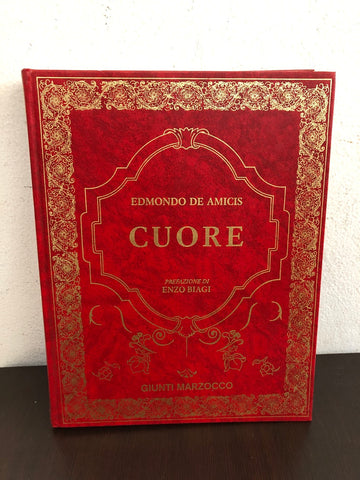 EDMONDO DE AMICIS
CUORE
PREFAZIONE DI
ENZO BIAGI
GIUNTI MARZOCCO